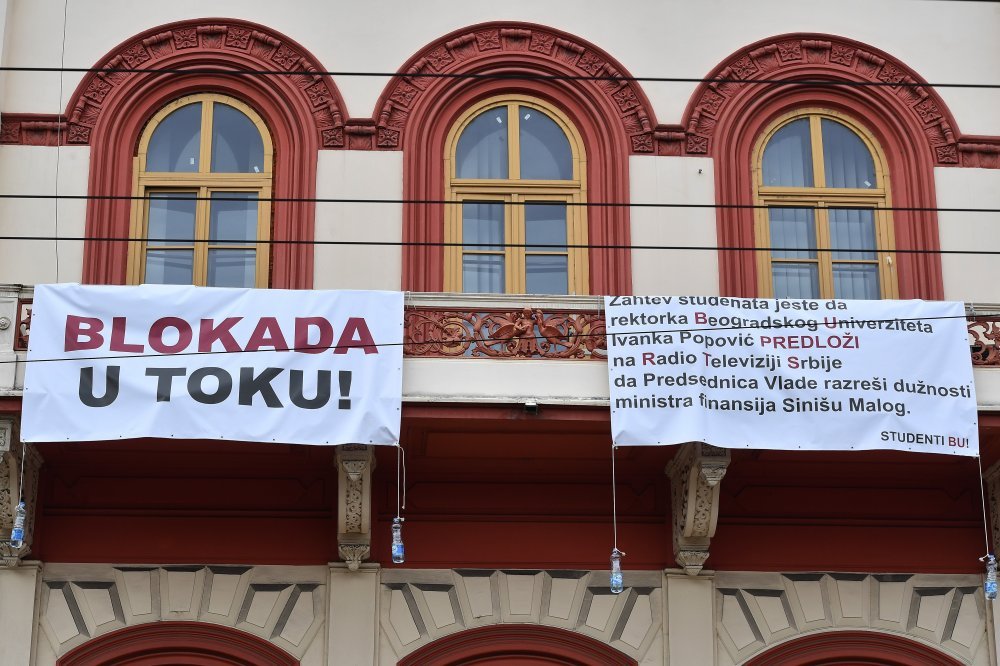 BLOKADA
U TOKU!
Zahtev studenata jeste da
rektorka Beogradskog Univerziteta
Ivanka Popović PREDLOŽI
na Radio Televiziji Srbije
da Predsednica Vlade razreši dužnosti
ministra finansija Sinišu Malog.
STUDENTI BU!